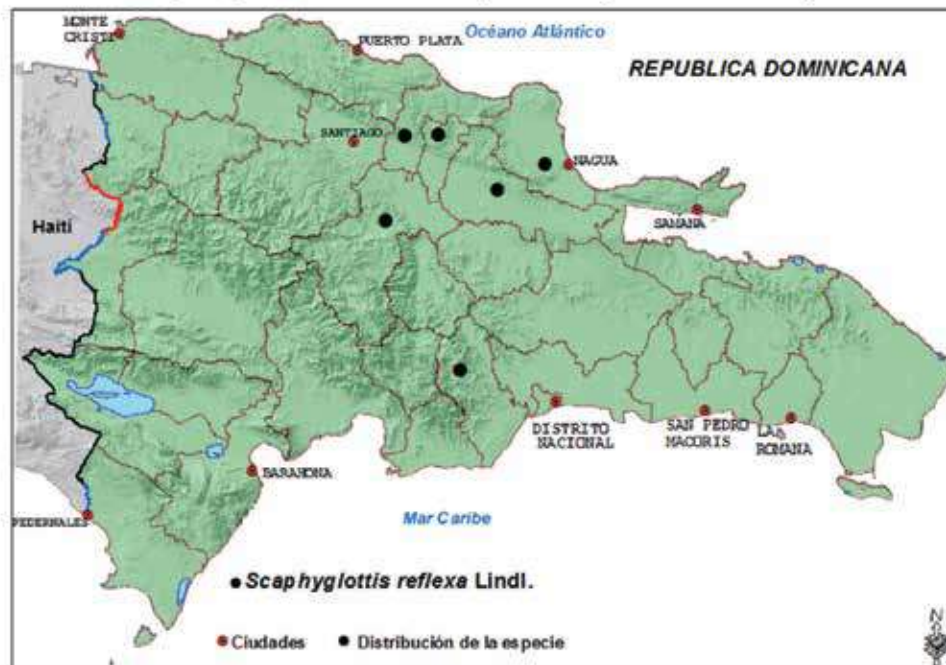 MONTE
CRISTI
PUERTO PLATA
Océano Atlántico
REPUBLICA DOMINICANA
SANTIAGO
NAGUA
SAMANA
Haití
DISTRITO
NACIONAL
SAN PEDRO
MACORIS
LA
ROMANA
BARAHONA
PEDERNALES
Mar Caribe
Scaphyglottis reflexa Lindl.
Ciudades
Distribución de la especie
N